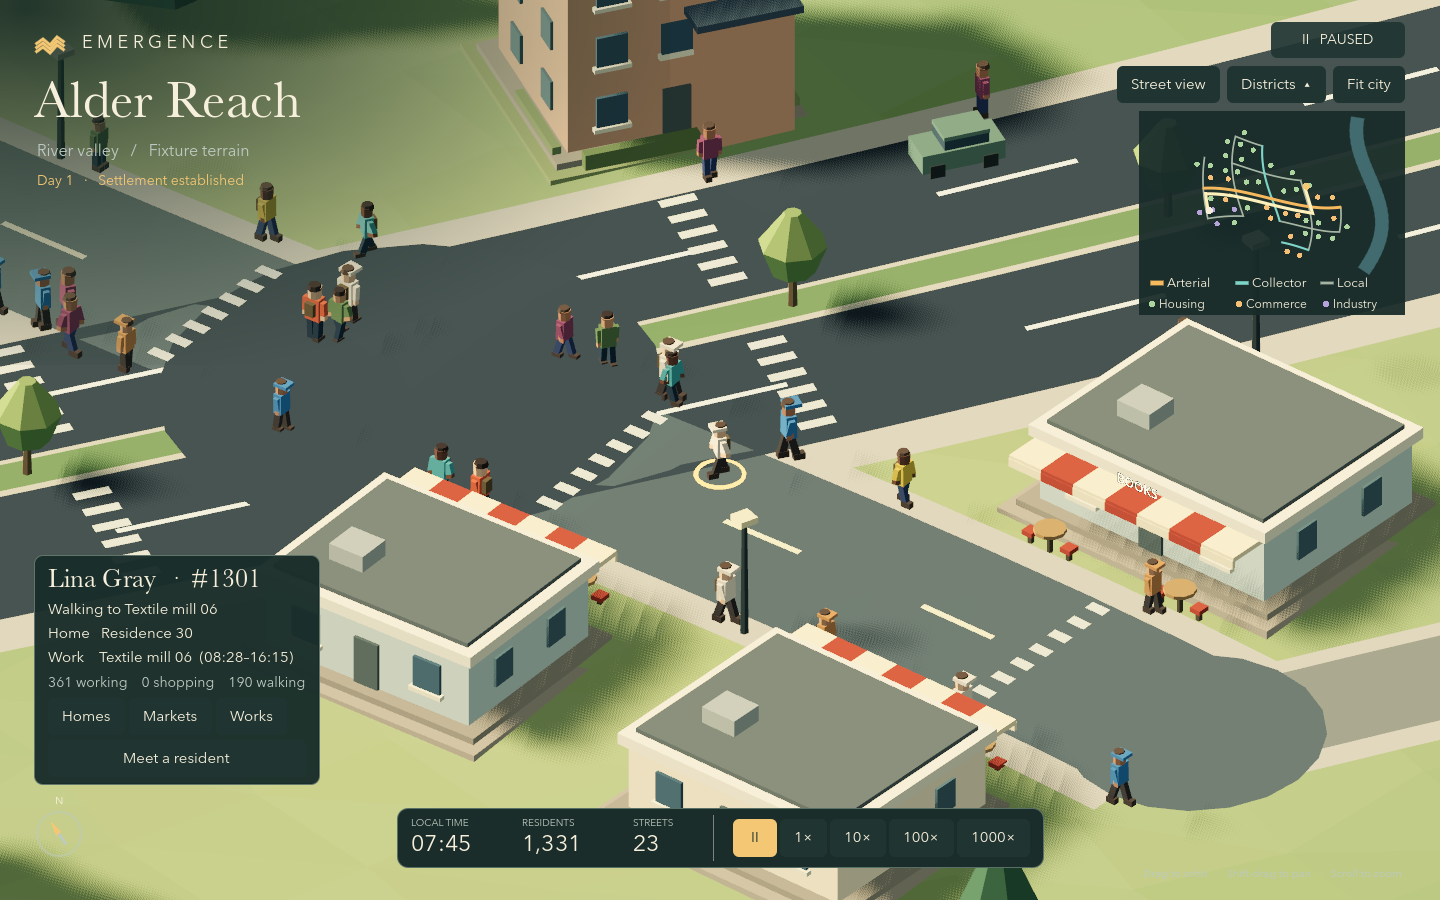 EMERGENCE
Alder Reach
River valley / Fixture terrain
Day 1 · Settlement established
II PAUSED
Street view
Districts ▲
Fit city
Arterial
Collector
Local
Housing
Commerce
Industry
BOOKS
Lina Gray · #1301
Walking to Textile mill 06
Home Residence 30
Work Textile mill 06 (08:28–16:15)
361 working 0 shopping 190 walking
Homes
Markets
Works
Meet a resident
N
LOCAL TIME
07:45
RESIDENTS
1,331
STREETS
23
II
1×
10×
100×
1000×